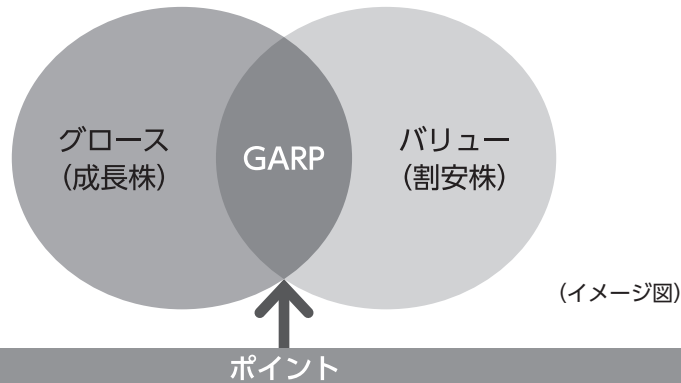 グロース
（成長株）
GARP
バリュー
（割安株）
（イメージ図）
ポイント